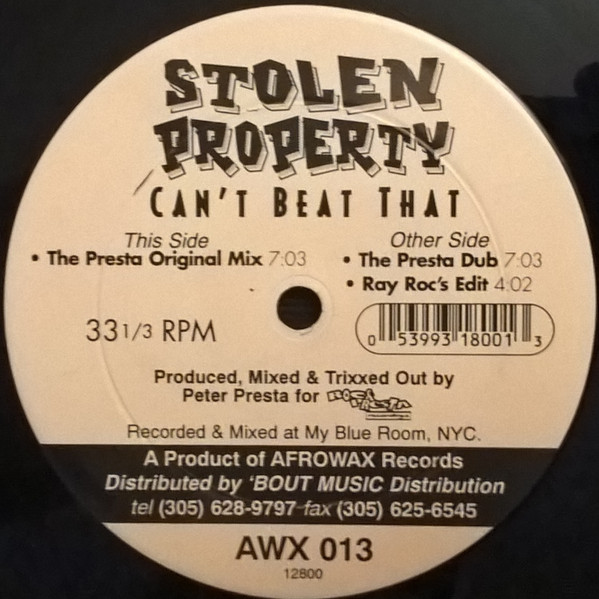 STOLEN
PROPERTY
CAN'T BEAT THAT
This Side
• The Presta Original Mix 7:03
Other Side
• The Presta Dub 7:03
• Ray Roc's Edit 4:02
33 1/3 RPM
0 53993 18001 3
Produced, Mixed & Trixxed Out by
Peter Presta for
Recorded & Mixed at My Blue Room, NYC.
A Product of AFROWAX Records
Distributed by 'BOUT MUSIC Distribution
tel (305) 628-9797 fax (305) 625-6545
AWX 013
12800